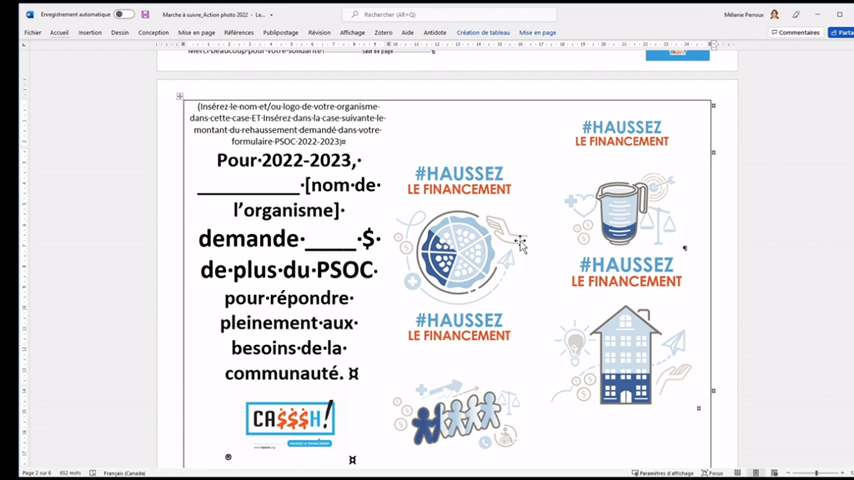 Enregistrement automatique
Marche à suivre_Action photo 2022 - Le...
Rechercher (Alt+Q)
Mélanie Perroux
Fichier Accueil Insertion Dessin Conception Mise en page Références Publipostage Révision Affichage Zotero Aide Antidote Création de tableau Mise en page
Commentaires
Parta
(Insérez·le·nom·et/ou·logo·de·votre·organisme·
dans·cette·case·ET·Insérez·dans·la·case·suivante·le·
montant·du·rehaussement·demandé·dans·votre·
formulaire·PSOC·2022-2023)¤
Pour·2022-2023,·
__________·[nom·de·
l’organisme]·
demande·____·$·
de·plus·du·PSOC·
pour·répondre·
pleinement·aux·
besoins·de·la·
communauté.·¤
CA$$$H!
#HAUSSEZ
LE FINANCEMENT
#HAUSSEZ
LE FINANCEMENT
#HAUSSEZ
LE FINANCEMENT
#HAUSSEZ
LE FINANCEMENT
Page 2 sur 6 652 mots Français (Canada)
Paramètres d'affichage Focus